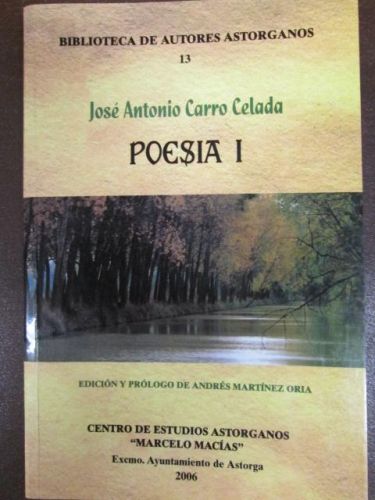 BIBLIOTECA DE AUTORES ASTORGANOS
13
José Antonio Carro Celada
POESIA I
EDICIÓN Y PRÓLOGO DE ANDRÉS MARTÍNEZ ORIA
CENTRO DE ESTUDIOS ASTORGANOS
"MARCELO MACÍAS"
Excmo. Ayuntamiento de Astorga
2006